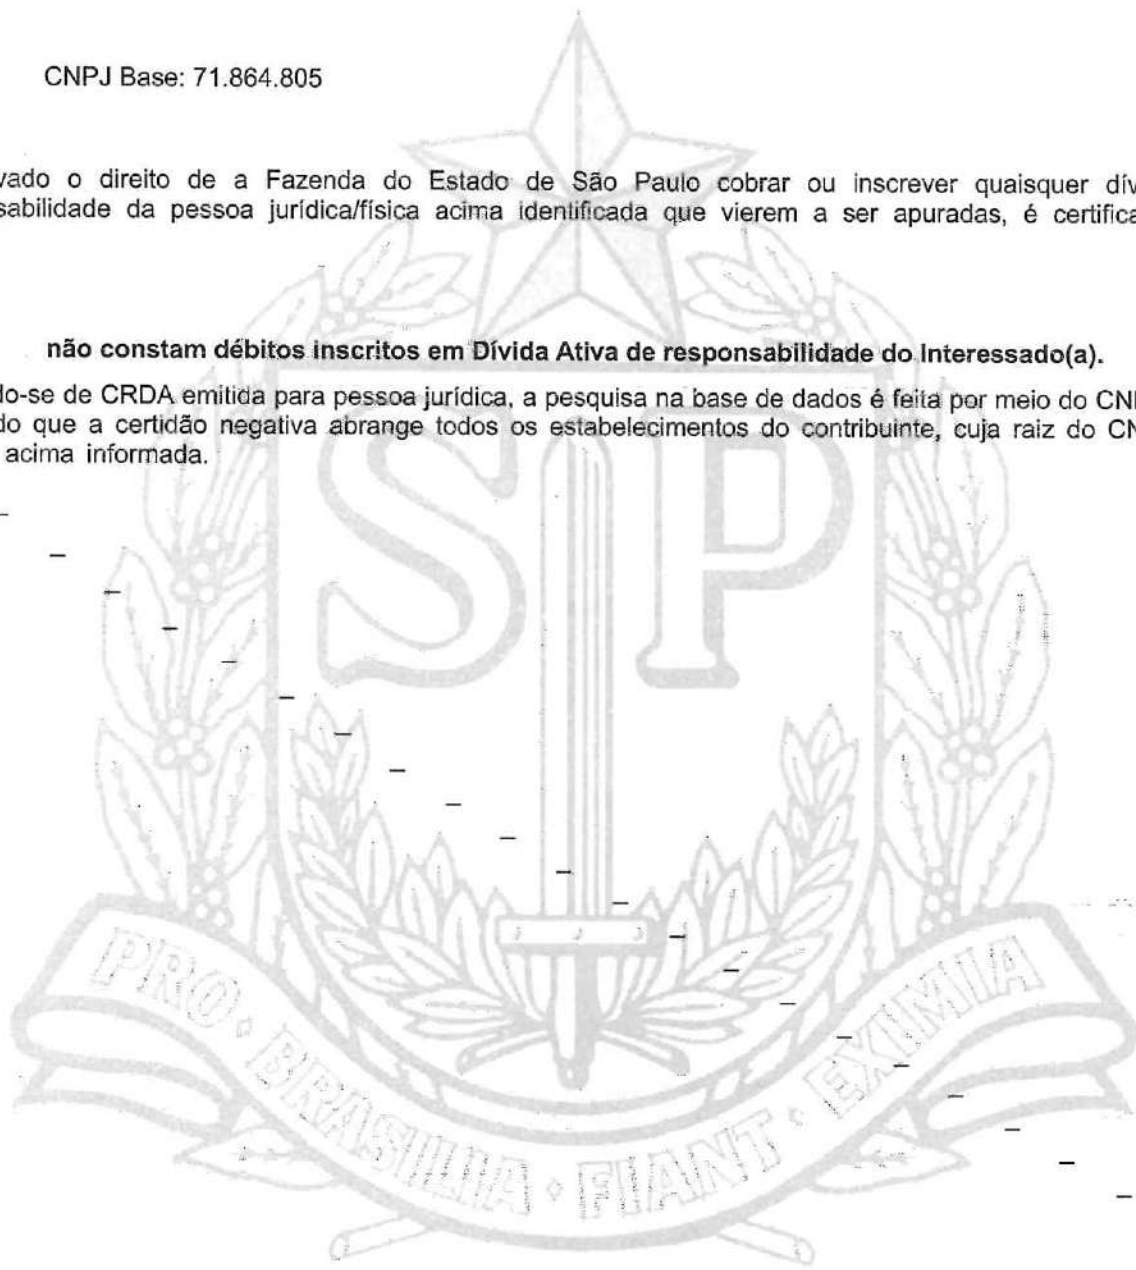 CNPJ Base: 71.864.805
vado o direito de a Fazenda do Estado de São Paulo cobrar ou inscrever quaisquer dív
sabilidade da pessoa jurídica/física acima identificada que vierem a ser apuradas, é certifica
não constam débitos inscritos em Dívida Ativa de responsabilidade do Interessado(a).
do-se de CRDA emitida para pessoa jurídica, a pesquisa na base de dados é feita por meio do CN
do que a certidão negativa abrange todos os estabelecimentos do contribuinte, cuja raiz do CN
acima informada.
SP
PRO BRASILIA FIANT EXIMIA